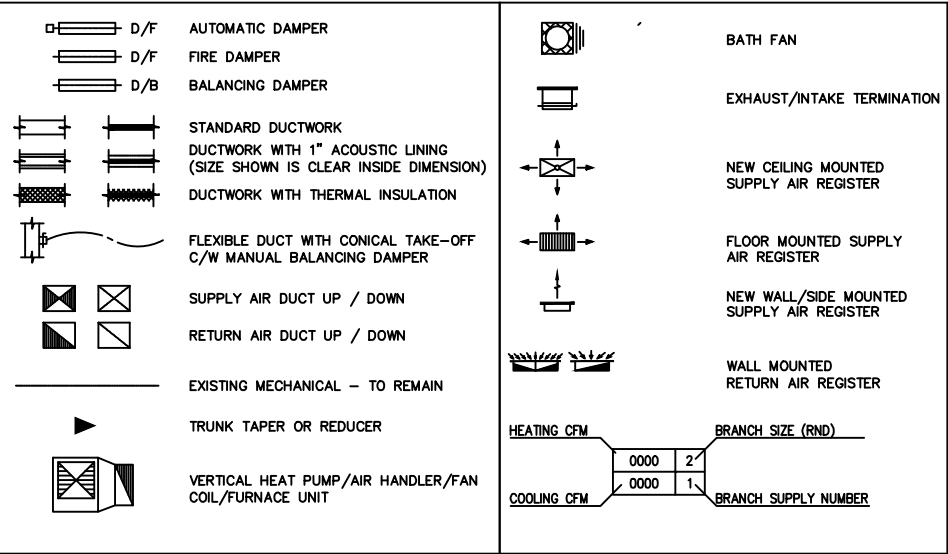 D/F AUTOMATIC DAMPER
D/F FIRE DAMPER
D/B BALANCING DAMPER
STANDARD DUCTWORK
DUCTWORK WITH 1" ACOUSTIC LINING
(SIZE SHOWN IS CLEAR INSIDE DIMENSION)
DUCTWORK WITH THERMAL INSULATION
FLEXIBLE DUCT WITH CONICAL TAKE-OFF
C/W MANUAL BALANCING DAMPER
SUPPLY AIR DUCT UP / DOWN
RETURN AIR DUCT UP / DOWN
EXISTING MECHANICAL – TO REMAIN
TRUNK TAPER OR REDUCER
VERTICAL HEAT PUMP/AIR HANDLER/FAN
COIL/FURNACE UNIT
BATH FAN
EXHAUST/INTAKE TERMINATION
NEW CEILING MOUNTED
SUPPLY AIR REGISTER
FLOOR MOUNTED SUPPLY
AIR REGISTER
NEW WALL/SIDE MOUNTED
SUPPLY AIR REGISTER
WALL MOUNTED
RETURN AIR REGISTER
HEATING CFM BRANCH SIZE (RND)
0000 2
0000 1
COOLING CFM BRANCH SUPPLY NUMBER